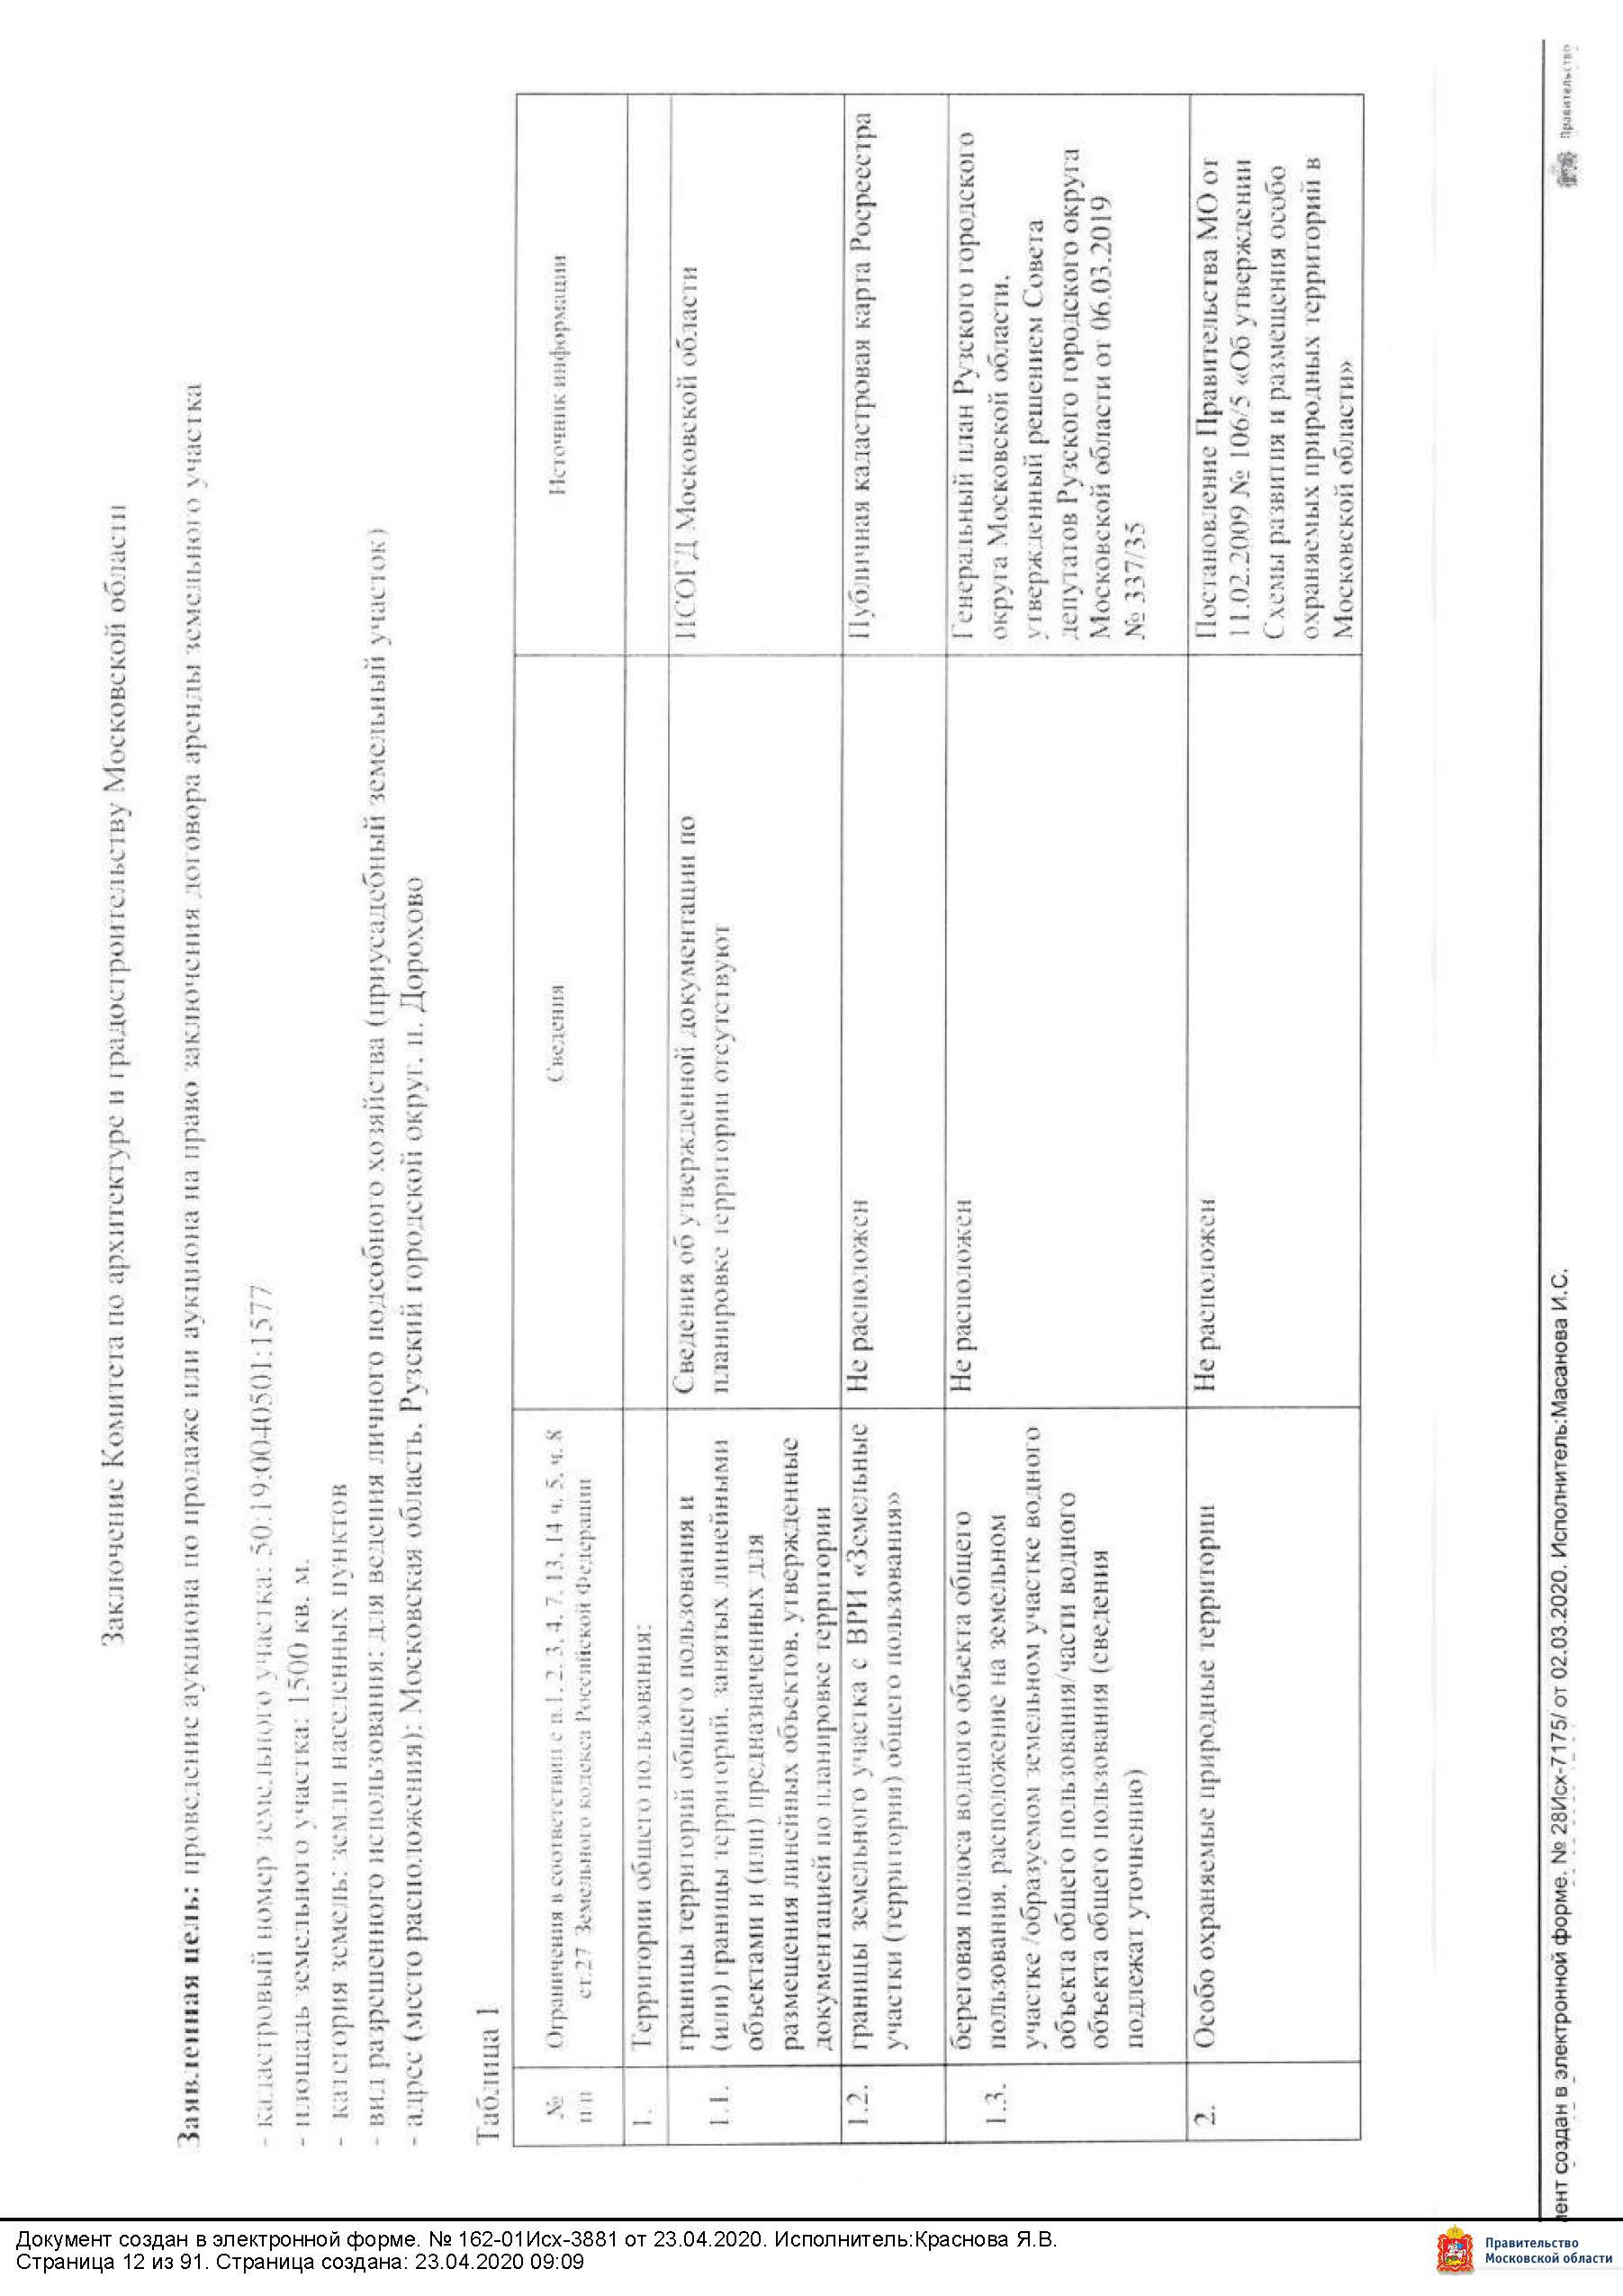 Заключение Комитета по архитектуре и градостроительству Московской области
Заявленная цель: проведение аукциона по продаже или аукциона на право заключения договора аренды земельного участка
- кадастровый номер земельного участка: 50:19:0040501:1577
- площадь земельного участка: 1500 кв. м.
- категория земель: земли населенных пунктов
- вид разрешенного использования: для ведения личного подсобного хозяйства (приусадебный земельный участок)
- адрес (место расположения): Московская область, Рузский городской округ, п. Дорохово
Таблица 1
№
п/п
Ограничения в соответствии с п.1, 2, 3, 4, 7, 13, 14 ч. 5, ч. 8
ст.27 Земельного кодекса Российской Федерации
Сведения
Источник информации
1.
Территории общего пользования:
1.1.
границы территорий общего пользования и
(или) границы территорий, занятых линейными
объектами и (или) предназначенных для
размещения линейных объектов, утвержденные
документацией по планировке территории
Сведения об утвержденной документации по
планировке территории отсутствуют
ИСОГД Московской области
1.2.
границы земельного участка с ВРИ «Земельные
участки (территории) общего пользования»
Не расположен
Публичная кадастровая карта Росреестра
1.3.
береговая полоса водного объекта общего
пользования, расположение на земельном
участке /образуемом земельном участке водного
объекта общего пользования/части водного
объекта общего пользования (сведения
подлежат уточнению)
Не расположен
Генеральный план Рузского городского
округа Московской области,
утвержденный решением Совета
депутатов Рузского городского округа
Московской области от 06.03.2019
№ 337/35
2.
Особо охраняемые природные территории
Не расположен
Постановление Правительства МО от
11.02.2009 № 106/5 «Об утверждении
Схемы развития и размещения особо
охраняемых природных территорий в
Московской области»
ент создан в электронной форме. № 28Исх-7175/ от 02.03.2020. Исполнитель:Масанова И.С.
Правительство
Документ создан в электронной форме. № 162-01Исх-3881 от 23.04.2020. Исполнитель:Краснова Я.В.
Страница 12 из 91. Страница создана: 23.04.2020 09:09
Правительство
Московской области